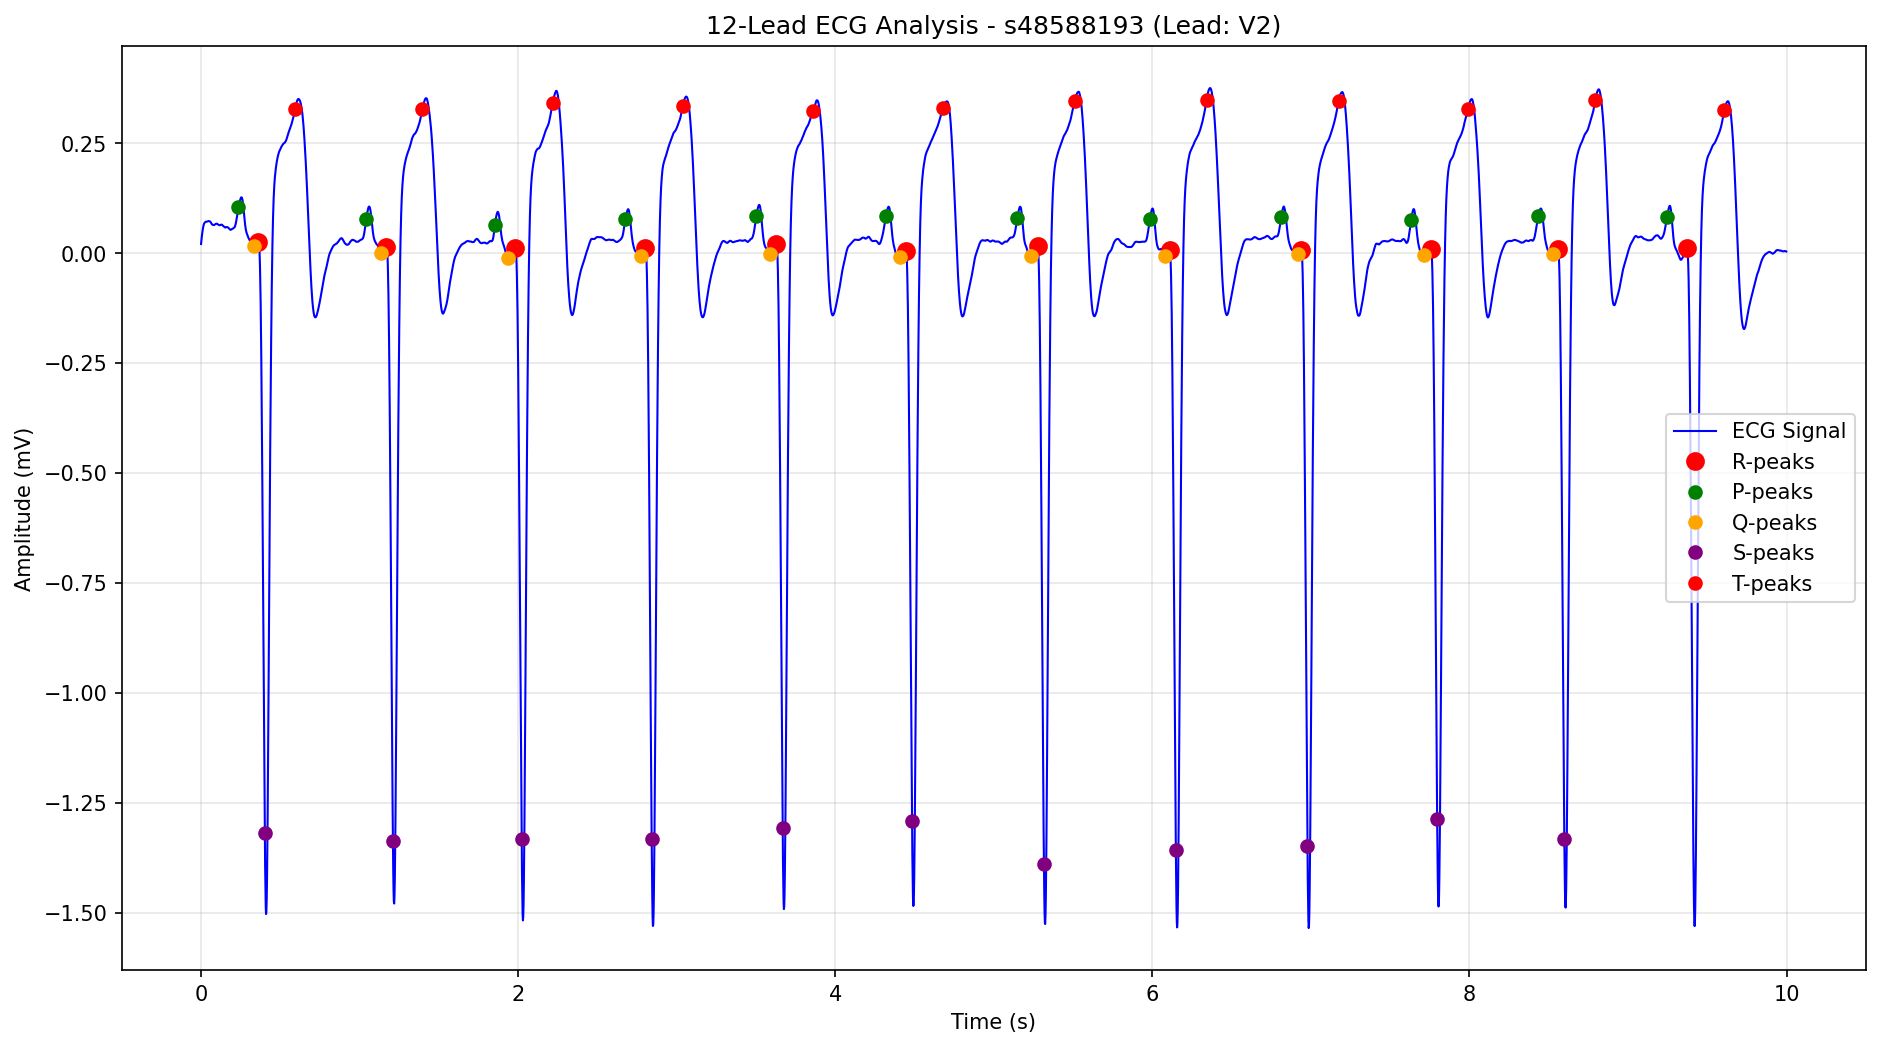 12-Lead ECG Analysis - s48588193 (Lead: V2)
Amplitude (mV)
0.25
0.00
−0.25
−0.50
−0.75
−1.00
−1.25
−1.50
ECG Signal
R-peaks
P-peaks
Q-peaks
S-peaks
T-peaks
0 2 4 6 8 10
Time (s)